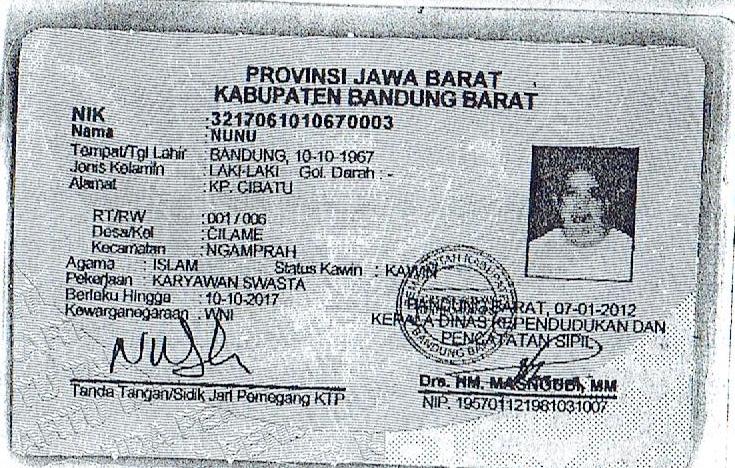 PROVINSI JAWA BARAT
KABUPATEN BANDUNG BARAT
NIK :3217061010670003
Nama :NUNU
Tempat/Tgl Lahir :BANDUNG, 10-10-1967
Jenis Kelamin :LAKI-LAKI Gol. Darah :-
Alamat :KP. CIBATU
RT/RW :001/006
Desa/Kel :CILAME
Kecamatan :NGAMPRAH
Agama : ISLAM Status Kawin : KAWIN
Pekerjaan : KARYAWAN SWASTA
Berlaku Hingga : 10-10-2017
Kewarganegaraan : WNI
BANDUNG BARAT, 07-01-2012
KEPALA DINAS KEPENDUDUKAN DAN
PENCATATAN SIPIL
BANDUNG BARAT
Drs. HM. MM
Tanda Tangan/Sidik Jari Pemegang KTP
NIP. 195701121981031007